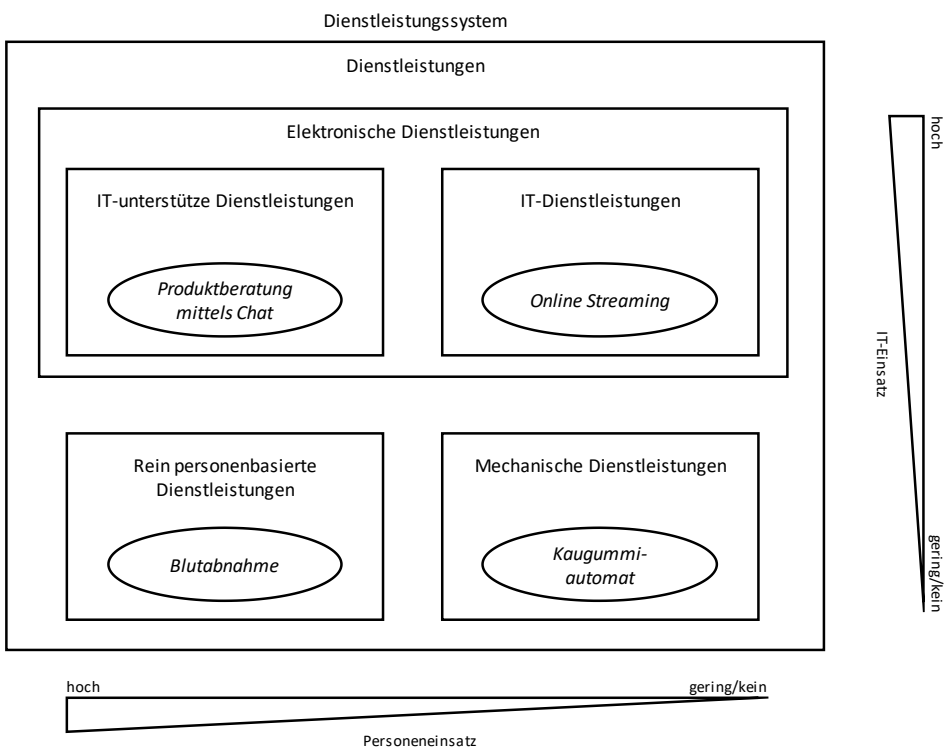 Dienstleistungssystem
Dienstleistungen
Elektronische Dienstleistungen
IT-unterstütze Dienstleistungen
Produktberatung
mittels Chat
IT-Dienstleistungen
Online Streaming
Rein personenbasierte
Dienstleistungen
Blutabnahme
Mechanische Dienstleistungen
Kaugummi-
automat
hoch
IT-Einsatz
gering/kein
hoch
gering/kein
Personeneinsatz